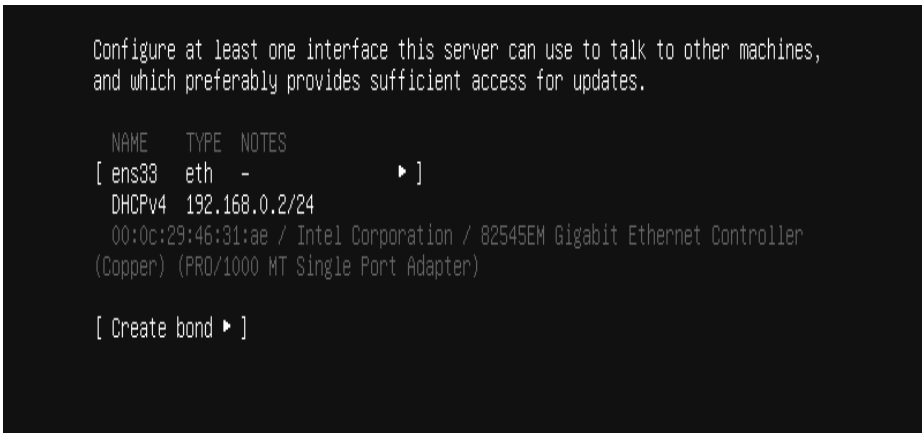 Configure at least one interface this server can use to talk to other machines,
and which preferably provides sufficient access for updates.
NAME TYPE NOTES
[ ens33 eth - ▸ ]
DHCPv4 192.168.0.2/24
00:0c:29:46:31:ae / Intel Corporation / 82545EM Gigabit Ethernet Controller
(Copper) (PRO/1000 MT Single Port Adapter)
[ Create bond ▸ ]